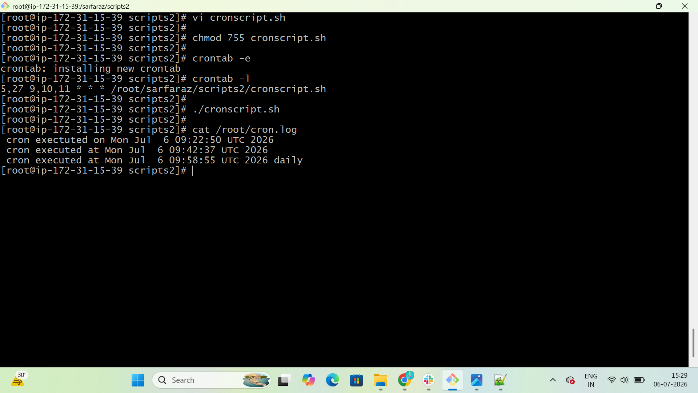 root@ip-172-31-15-39:/sarfaraz/scripts2
[root@ip-172-31-15-39 scripts2]# vi cronscript.sh
[root@ip-172-31-15-39 scripts2]#
[root@ip-172-31-15-39 scripts2]# chmod 755 cronscript.sh
[root@ip-172-31-15-39 scripts2]#
[root@ip-172-31-15-39 scripts2]# crontab -e
crontab: installing new crontab
[root@ip-172-31-15-39 scripts2]# crontab -l
5,27 9,10,11 * * * /root/sarfaraz/scripts2/cronscript.sh
[root@ip-172-31-15-39 scripts2]#
[root@ip-172-31-15-39 scripts2]# ./cronscript.sh
[root@ip-172-31-15-39 scripts2]#
[root@ip-172-31-15-39 scripts2]# cat /root/cron.log
 cron exectuted on Mon Jul  6 09:22:50 UTC 2026
 cron executed at Mon Jul  6 09:42:37 UTC 2026
 cron executed at Mon Jul  6 09:58:55 UTC 2026 daily
[root@ip-172-31-15-39 scripts2]#
30°
Search
ENG
IN
15:29
06-07-2026